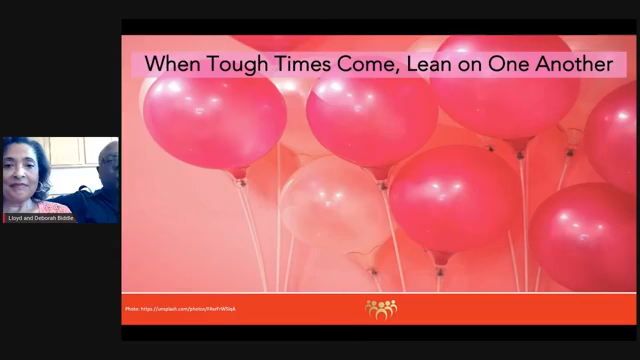 When Tough Times Come, Lean on One Another
Lloyd and Deborah Biddle